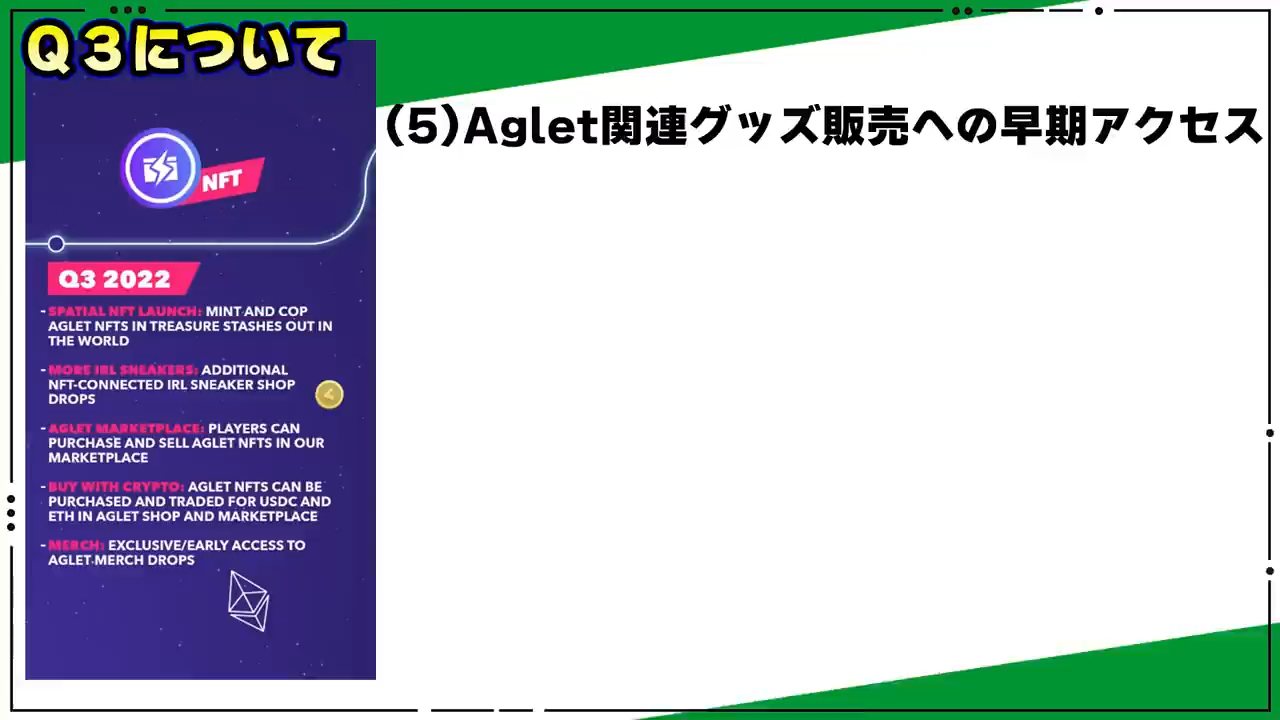 Q3について
(5)Aglet関連グッズ販売への早期アクセス
NFT
Q3 2022
- SPATIAL NFT LAUNCH: MINT AND COP
AGLET NFTS IN TREASURE STASHES OUT IN
THE WORLD
- MORE IRL SNEAKERS: ADDITIONAL
NFT-CONNECTED IRL SNEAKER SHOP
DROPS
- AGLET MARKETPLACE: PLAYERS CAN
PURCHASE AND SELL AGLET NFTS IN OUR
MARKETPLACE
- BUY WITH CRYPTO: AGLET NFTS CAN BE
PURCHASED AND TRADED FOR USDC AND
ETH IN AGLET SHOP AND MARKETPLACE
- MERCH: EXCLUSIVE/EARLY ACCESS TO
AGLET MERCH DROPS